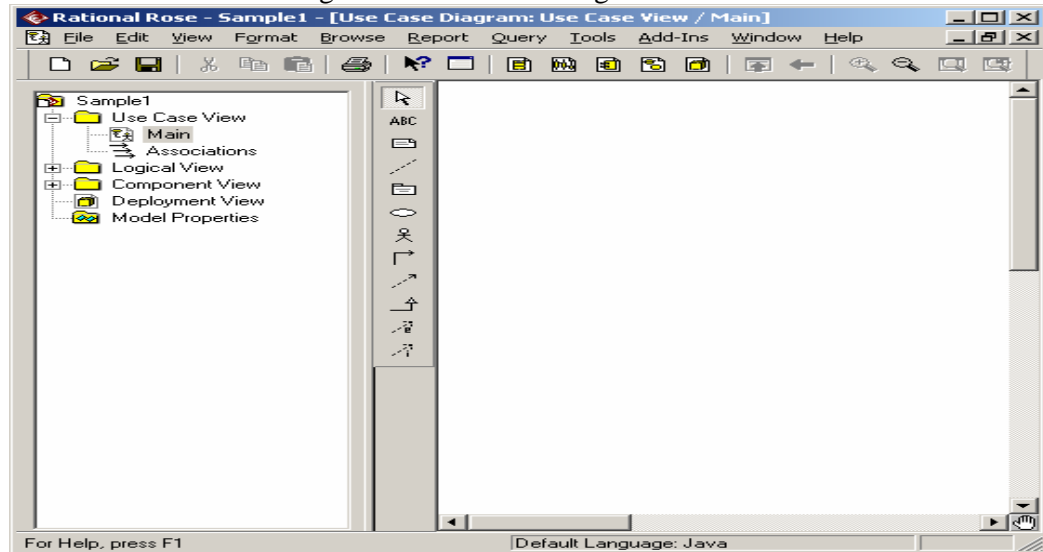 Rational Rose - Sample1 - [Use Case Diagram: Use Case View / Main]
File Edit View Format Browse Report Query Tools Add-Ins Window Help
Sample1
Use Case View
Main
Associations
Logical View
Component View
Deployment View
Model Properties
ABC
For Help, press F1
Default Language: Java